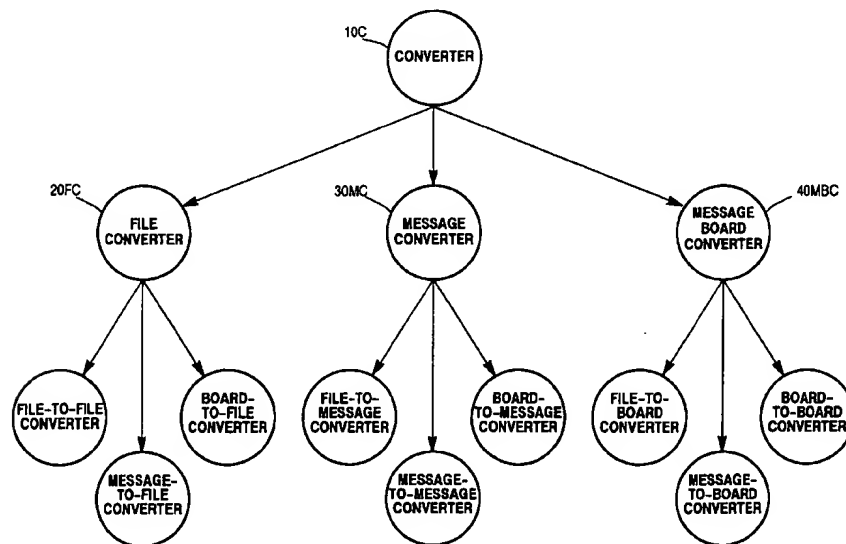 10C
CONVERTER
20FC
FILE
CONVERTER
30MC
MESSAGE
CONVERTER
40MBC
MESSAGE
BOARD
CONVERTER
FILE-TO-FILE
CONVERTER
MESSAGE-
TO-FILE
CONVERTER
BOARD-
TO-FILE
CONVERTER
FILE-TO-
MESSAGE
CONVERTER
MESSAGE-
TO-MESSAGE
CONVERTER
BOARD-
TO-MESSAGE
CONVERTER
FILE-TO-
BOARD
CONVERTER
MESSAGE-
TO-BOARD
CONVERTER
BOARD-
TO-BOARD
CONVERTER